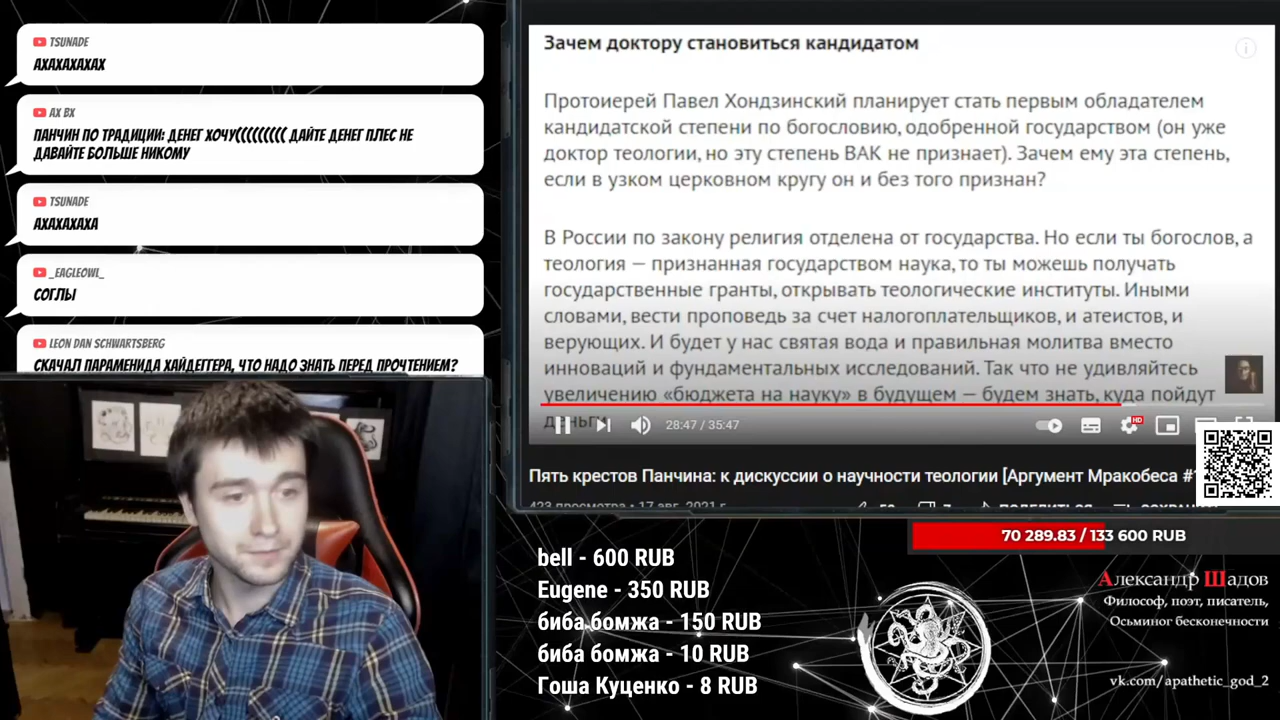 TSUNADE
АХАХАХАХАХ
AX BX
ПАНЧИН ПО ТРАДИЦИИ: ДЕНЕГ ХОЧУ((((((((( ДАЙТЕ ДЕНЕГ ПЛЕС НЕ
ДАВАЙТЕ БОЛЬШЕ НИКОМУ
TSUNADE
АХАХАХАХА
_EAGLEOWL_
СОГЛЫ
LEON DAN SCHWARTSBERG
СКАЧАЛ ПАРАМЕНИДА ХАЙДЕГГЕРА, ЧТО НАДО ЗНАТЬ ПЕРЕД ПРОЧТЕНИЕМ?
Зачем доктору становиться кандидатом
Протоиерей Павел Хондзинский планирует стать первым обладателем
кандидатской степени по богословию, одобренной государством (он уже
доктор теологии, но эту степень ВАК не признает). Зачем ему эта степень,
если в узком церковном кругу он и без того признан?
В России по закону религия отделена от государства. Но если ты богослов, а
теология — признанная государством наука, то ты можешь получать
государственные гранты, открывать теологические институты. Иными
словами, вести проповедь за счет налогоплательщиков, и атеистов, и
верующих. И будет у нас святая вода и правильная молитва вместо
инноваций и фундаментальных исследований. Так что не удивляйтесь
увеличению «бюджета на науку» в будущем — будем знать, куда пойдут
деньги.
28:47 / 35:47
HD
Пять крестов Панчина: к дискуссии о научности теологии [Аргумент Мракобеса #
423 просмотра • 17 авг. 2021 г.
ПОДЕЛИТЬСЯ
70 289.83 / 133 600 RUB
bell - 600 RUB
Eugene - 350 RUB
биба бомжа - 150 RUB
биба бомжа - 10 RUB
Гоша Куценко - 8 RUB
Александр Шадов
Философ, поэт, писатель,
Осьминог бесконечности
vk.com/apathetic_god_2